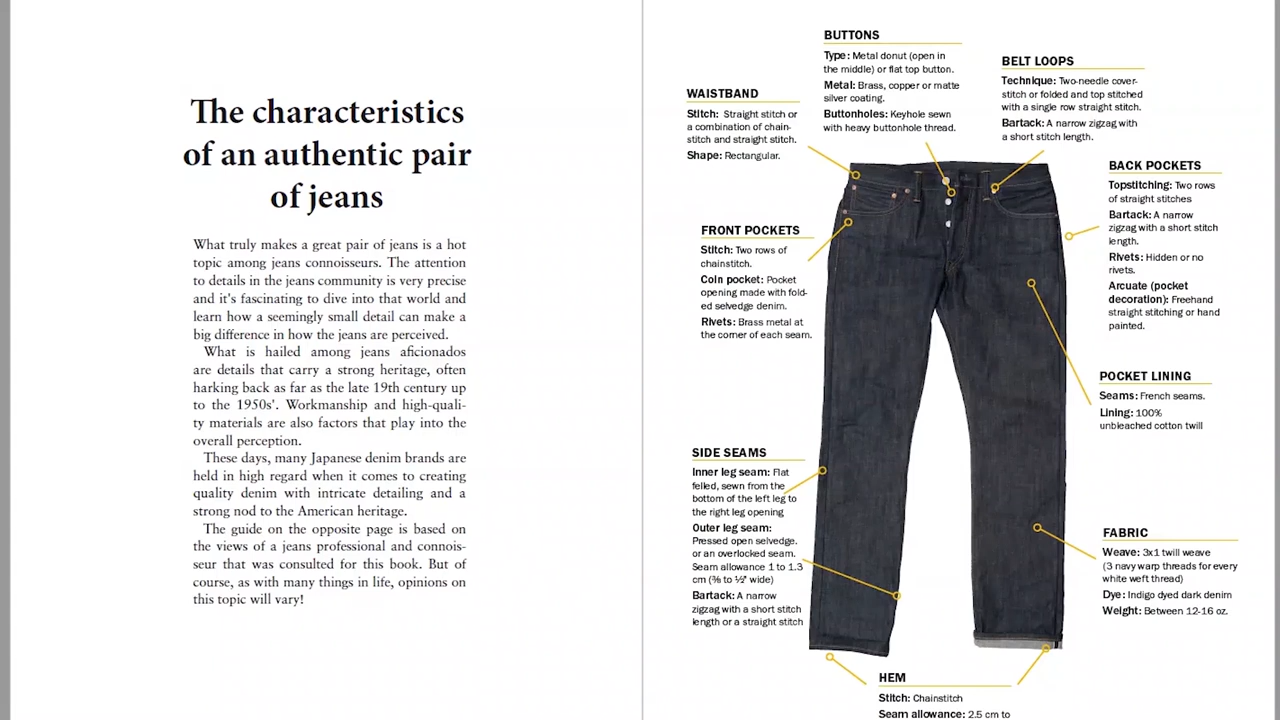 The characteristics
of an authentic pair
of jeans
What truly makes a great pair of jeans is a hot
topic among jeans connoisseurs. The attention
to details in the jeans community is very precise
and it's fascinating to dive into that world and
learn how a seemingly small detail can make a
big difference in how the jeans are perceived.
What is hailed among jeans aficionados
are details that carry a strong heritage, often
harking back as far as the late 19th century up
to the 1950s'. Workmanship and high-quali-
ty materials are also factors that play into the
overall perception.
These days, many Japanese denim brands are
held in high regard when it comes to creating
quality denim with intricate detailing and a
strong nod to the American heritage.
The guide on the opposite page is based on
the views of a jeans professional and connois-
seur that was consulted for this book. But of
course, as with many things in life, opinions on
this topic will vary!
BUTTONS
Type: Metal donut (open in
the middle) or flat top button.
Metal: Brass, copper or matte
silver coating.
Buttonholes: Keyhole sewn
with heavy buttonhole thread.
BELT LOOPS
Technique: Two-needle cover-
stitch or folded and top stitched
with a single row straight stitch.
Bartack: A narrow zigzag with
a short stitch length.
WAISTBAND
Stitch: Straight stitch or
a combination of chain-
stitch and straight stitch.
Shape: Rectangular.
BACK POCKETS
Topstitching: Two rows
of straight stitches
Bartack: A narrow
zigzag with a short stitch
length.
Rivets: Hidden or no
rivets.
Arcuate (pocket
decoration): Freehand
straight stitching or hand
painted.
FRONT POCKETS
Stitch: Two rows of
chainstitch.
Coin pocket: Pocket
opening made with fold-
ed selvedge denim.
Rivets: Brass metal at
the corner of each seam.
POCKET LINING
Seams: French seams.
Lining: 100%
unbleached cotton twill
SIDE SEAMS
Inner leg seam: Flat
felled, sewn from the
bottom of the left leg to
the right leg opening
Outer leg seam:
Pressed open selvedge.
or an overlocked seam.
Seam allowance 1 to 1.3
cm (⅜ to ½" wide)
Bartack: A narrow
zigzag with a short stitch
length or a straight stitch
FABRIC
Weave: 3x1 twill weave
(3 navy warp threads for every
white weft thread)
Dye: Indigo dyed dark denim
Weight: Between 12-16 oz.
HEM
Stitch: Chainstitch
Seam allowance: 2.5 cm to